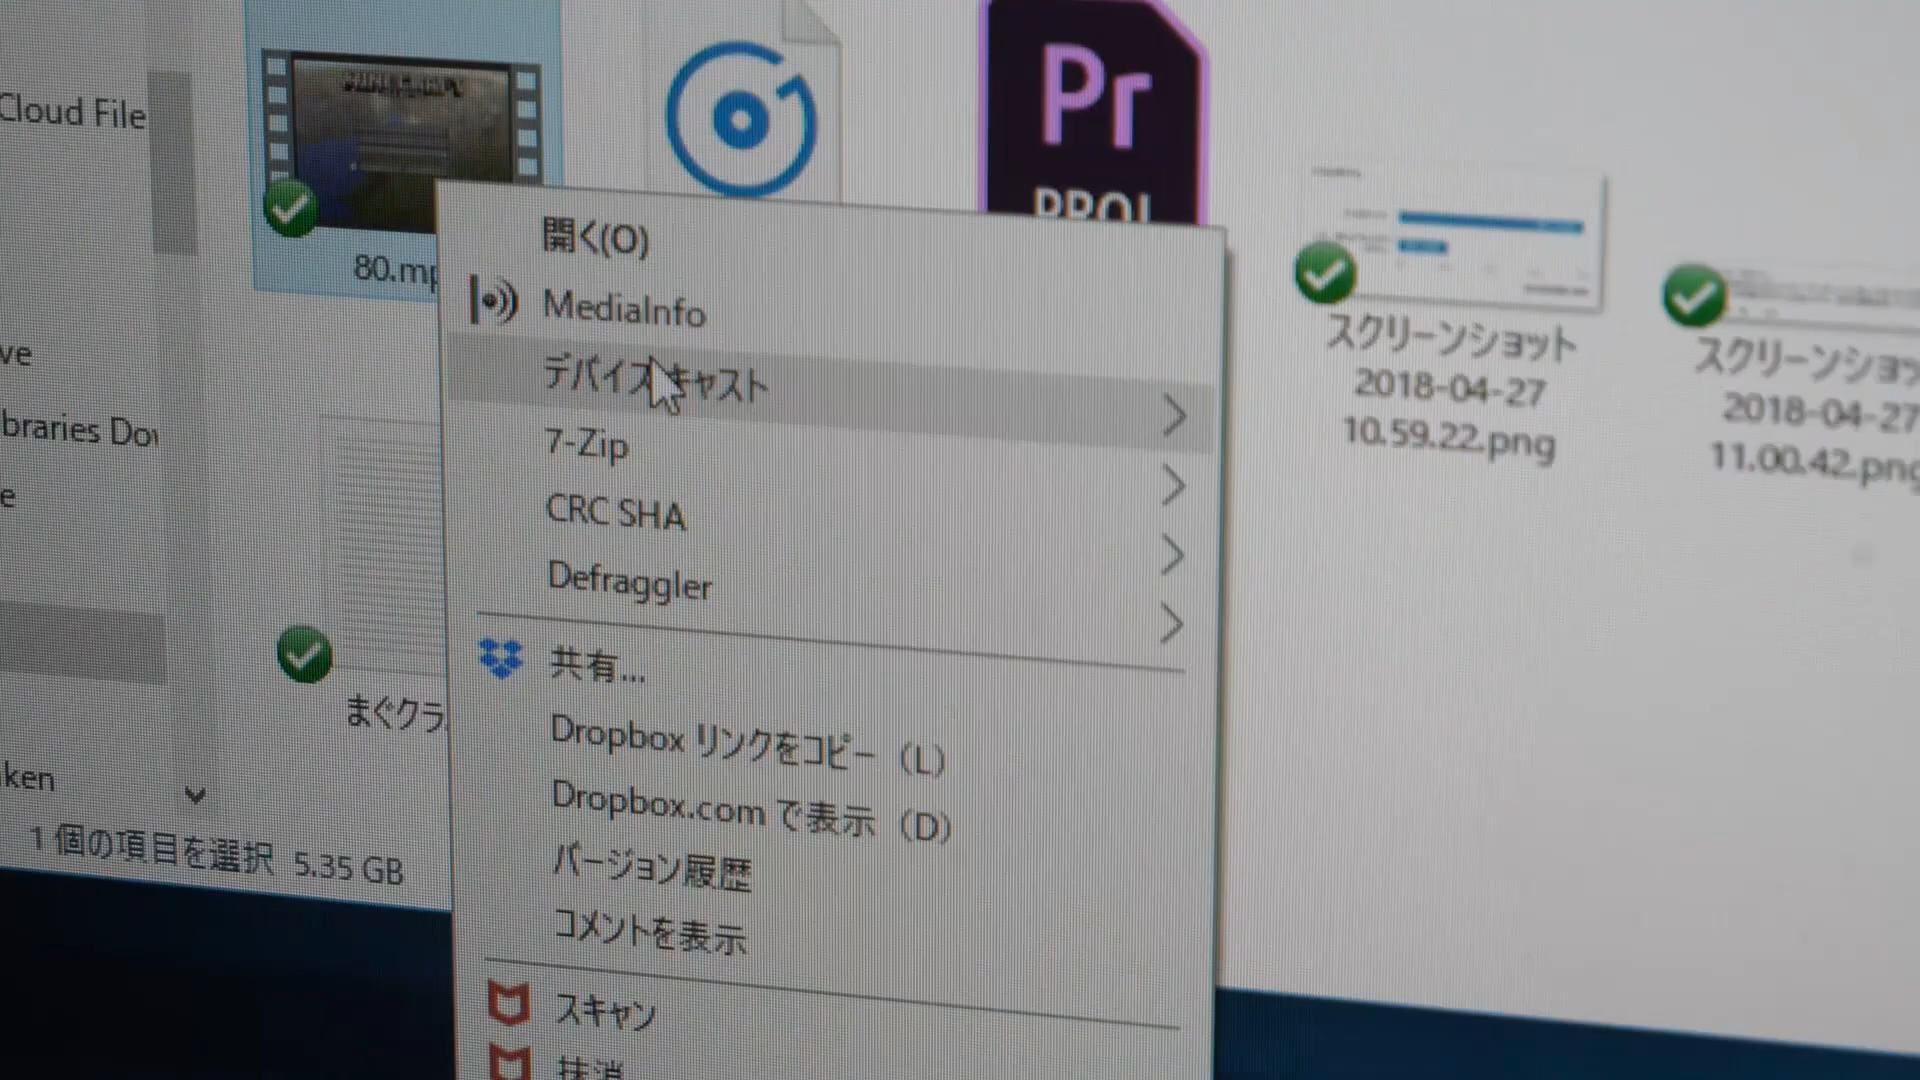 Cloud File
Pr
PROJ
80.mp
開く(O)
MediaInfo
デバイスキャスト
7-Zip
CRC SHA
Defraggler
共有...
Dropbox リンクをコピー (L)
Dropbox.com で表示 (D)
バージョン履歴
コメントを表示
スキャン
抹消
スクリーンショット
2018-04-27
10.59.22.png
スクリーンショッ
2018-04-27
11.00.42.png
ve
braries Dow
e
まぐクラ
ken
1 個の項目を選択 5.35 GB